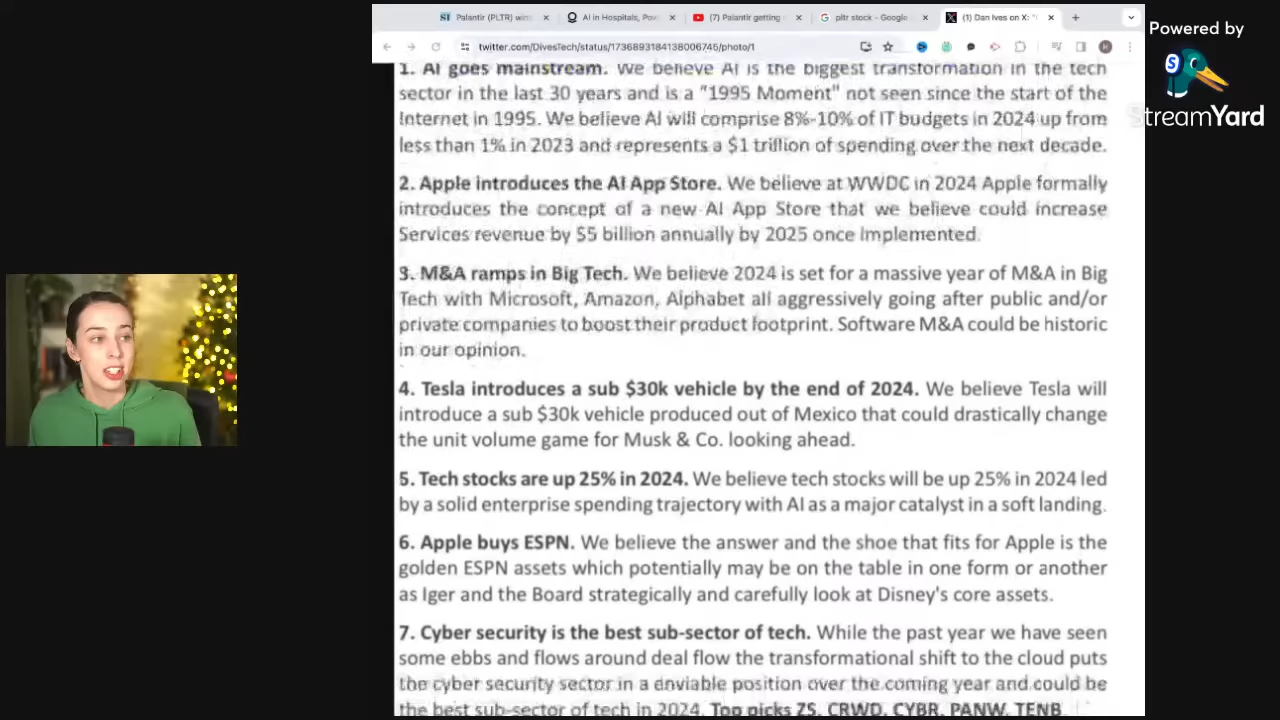 Palantir (PLTR) win
AI in Hospitals, Pow
(7) Palantir getting
pltr stock - Google
(1) Dan Ives on X: "
twitter.com/DivesTech/status/1736893184138006746/photo/1
Powered by
StreamYard
1. AI goes mainstream. We believe AI is the biggest transformation in the tech
sector in the last 30 years and is a "1995 Moment" not seen since the start of the
Internet in 1995. We believe AI will comprise 8%-10% of IT budgets in 2024 up from
less than 1% in 2023 and represents a $1 trillion of spending over the next decade.
2. Apple introduces the AI App Store. We believe at WWDC in 2024 Apple formally
introduces the concept of a new AI App Store that we believe could increase
Services revenue by $5 billion annually by 2025 once implemented.
3. M&A ramps in Big Tech. We believe 2024 is set for a massive year of M&A in Big
Tech with Microsoft, Amazon, Alphabet all aggressively going after public and/or
private companies to boost their product footprint. Software M&A could be historic
in our opinion.
4. Tesla introduces a sub $30k vehicle by the end of 2024. We believe Tesla will
introduce a sub $30k vehicle produced out of Mexico that could drastically change
the unit volume game for Musk & Co. looking ahead.
5. Tech stocks are up 25% in 2024. We believe tech stocks will be up 25% in 2024 led
by a solid enterprise spending trajectory with AI as a major catalyst in a soft landing.
6. Apple buys ESPN. We believe the answer and the shoe that fits for Apple is the
golden ESPN assets which potentially may be on the table in one form or another
as Iger and the Board strategically and carefully look at Disney's core assets.
7. Cyber security is the best sub-sector of tech. While the past year we have seen
some ebbs and flows around deal flow the transformational shift to the cloud puts
the cyber security sector in a enviable position over the coming year and could be
the best sub-sector of tech in 2024. Top picks ZS, CRWD, CYBR, PANW, TENB